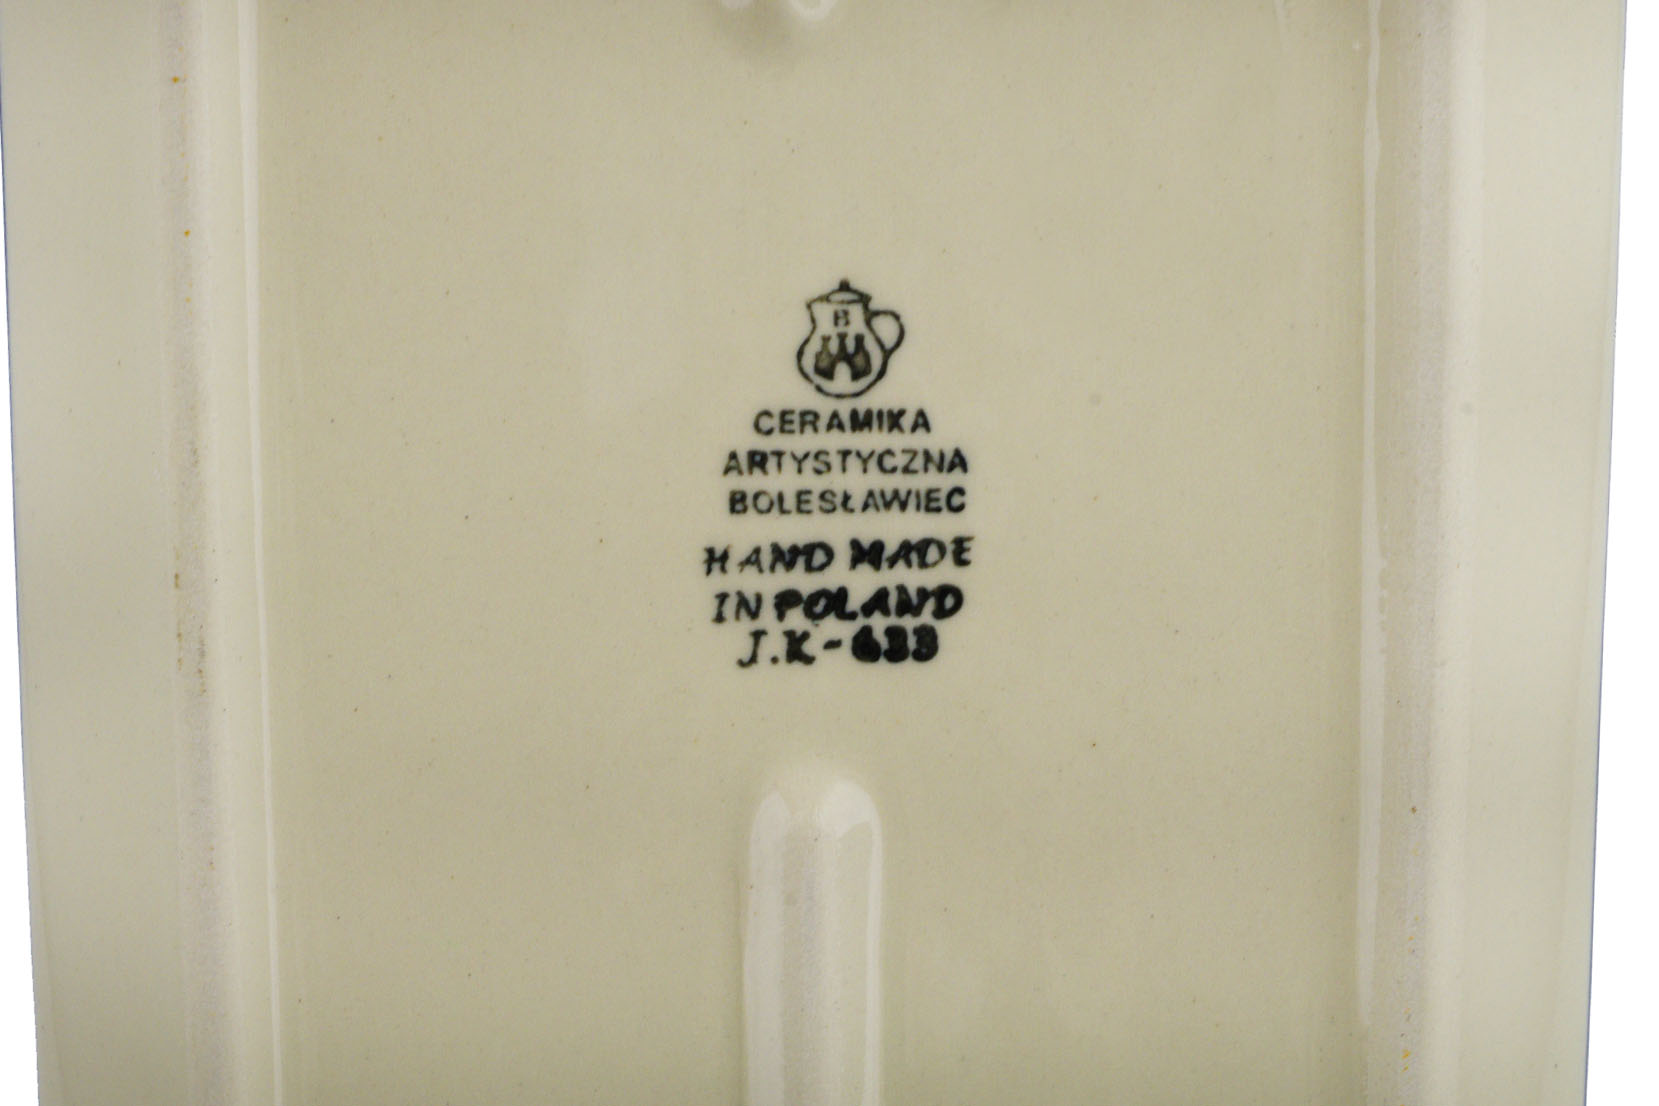 B
CERAMIKA
ARTYSTYCZNA
BOLESŁAWIEC
HAND MADE
IN POLAND
J.K-633